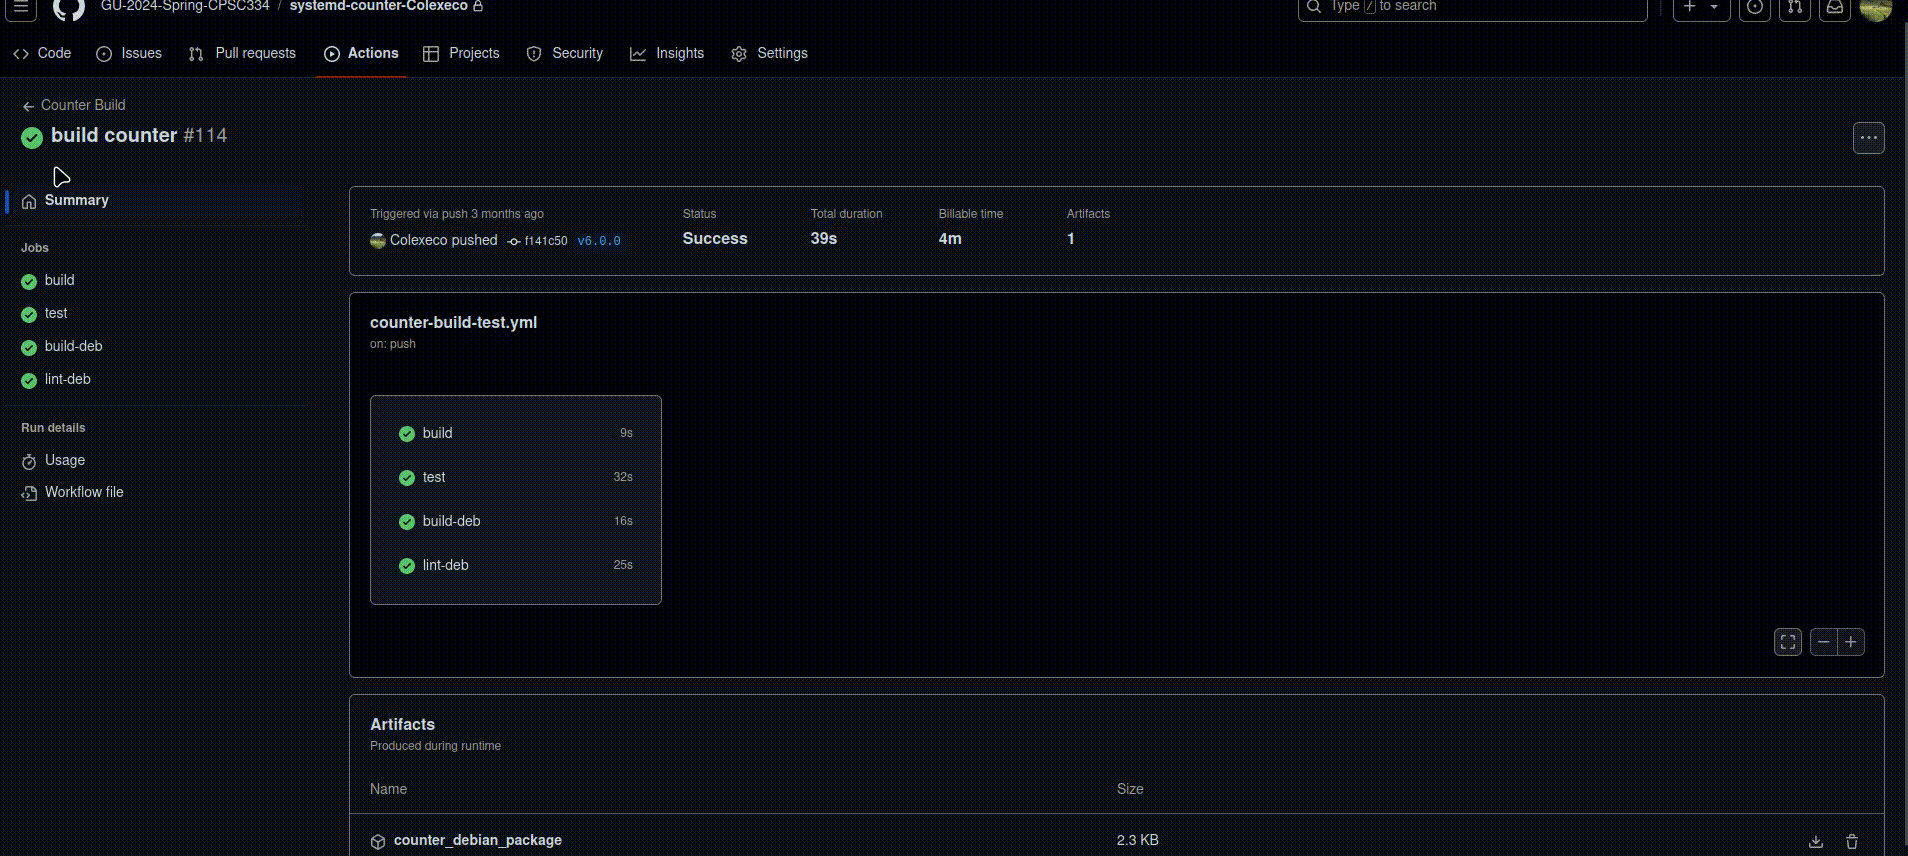 GU-2024-Spring-CPSC334 / systemd-counter-Colexeco
Type / to search
Code Issues Pull requests Actions Projects Security Insights Settings
← Counter Build
build counter #114
Summary
Jobs
build
test
build-deb
lint-deb
Run details
Usage
Workflow file
Triggered via push 3 months ago
Colexeco pushed f141c50 v6.0.0
Status
Success
Total duration
39s
Billable time
4m
Artifacts
1
counter-build-test.yml
on: push
build 9s
test 32s
build-deb 16s
lint-deb 25s
Artifacts
Produced during runtime
Name Size
counter_debian_package 2.3 KB